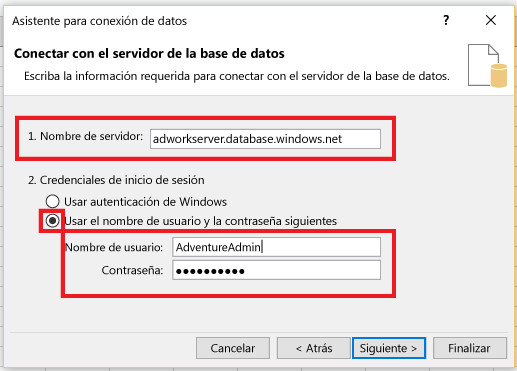 Asistente para conexión de datos
?
Conectar con el servidor de la base de datos
Escriba la información requerida para conectar con el servidor de la base de datos.
1. Nombre de servidor: adworkserver.database.windows.net
2. Credenciales de inicio de sesión
Usar autenticación de Windows
Usar el nombre de usuario y la contraseña siguientes
Nombre de usuario: AdventureAdmin
Contraseña: ●●●●●●●●●●
Cancelar < Atrás Siguiente > Finalizar